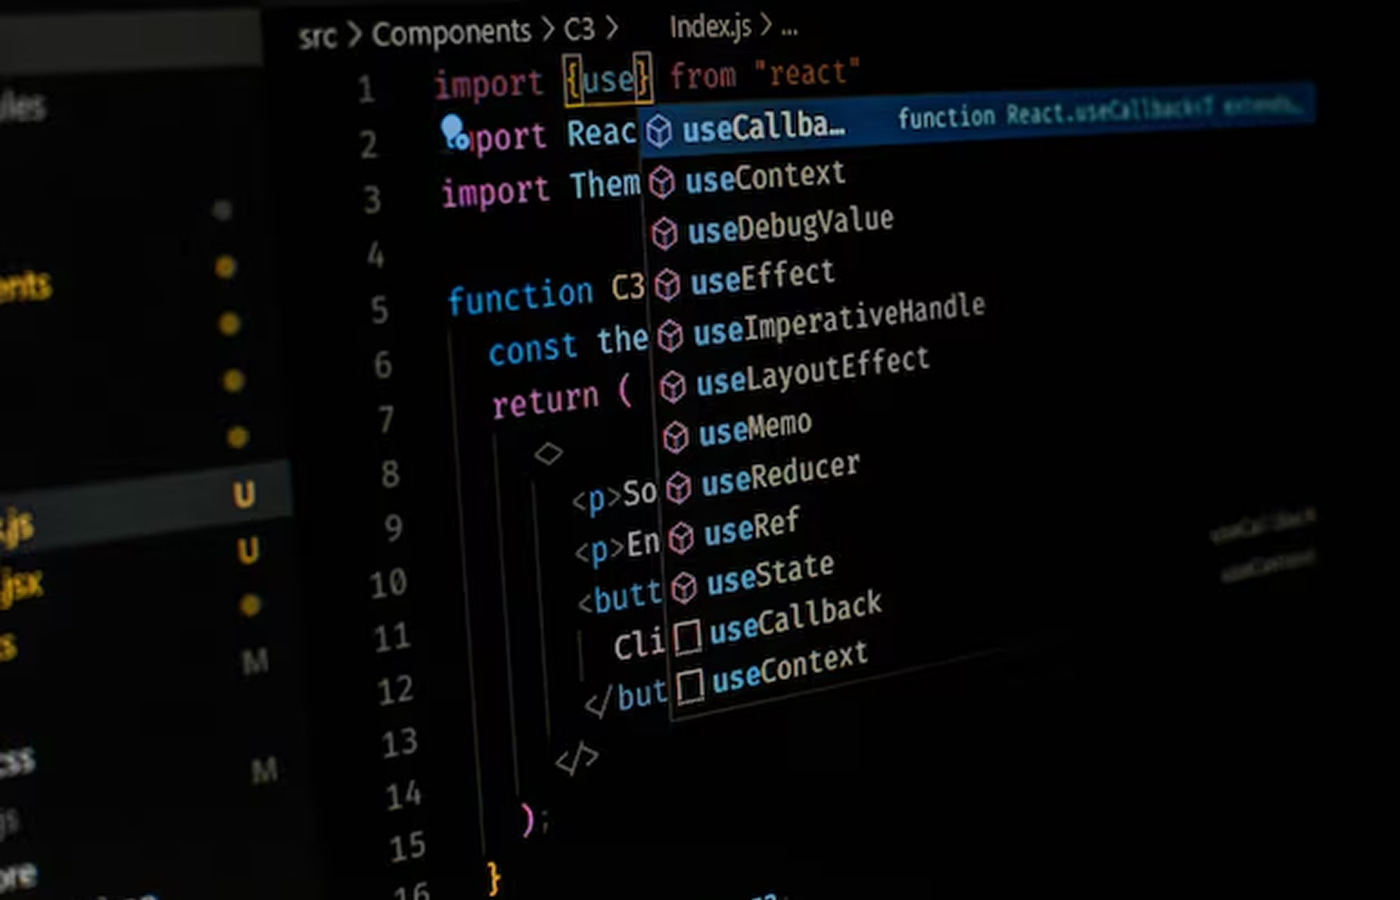 src > Components > C3 > Index.js > ...
ules
ents
U
.js
U
.jsx
s
M
css
M
js
ore
1 import {use} from "react"
2 import Reac
3 import Them
4
5 function C3
6 const the
7 return (
8 <>
9 <p>So
10 <p>En
11 <butt
12 Cli
13 </but
14 </>
15 );
16 }
useCallba… function React.useCallback<T extends…
useContext
useDebugValue
useEffect
useImperativeHandle
useLayoutEffect
useMemo
useReducer
useRef
useState
useCallback
useContext
useCallback
useContext